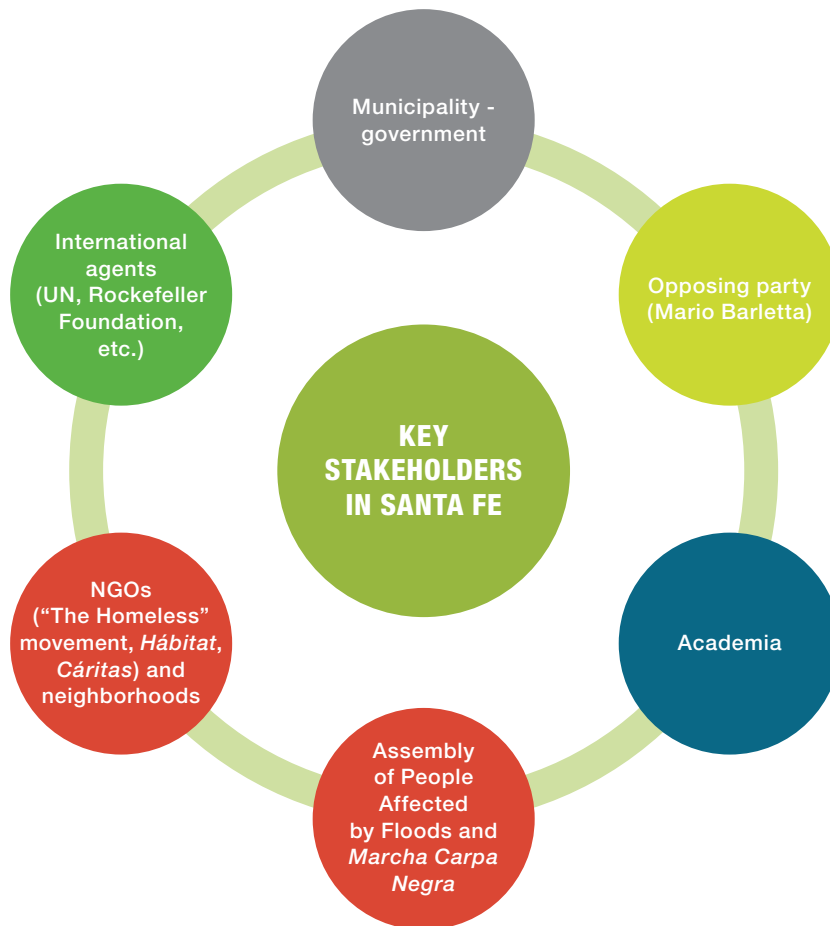 Municipality -
government
Opposing party
(Mario Barletta)
Academia
Assembly
of People
Affected
by Floods and
Marcha Carpa
Negra
NGOs
(“The Homeless”
movement, Hábitat,
Cáritas) and
neighborhoods
International
agents
(UN, Rockefeller
Foundation,
etc.)
KEY
STAKEHOLDERS
IN SANTA FE